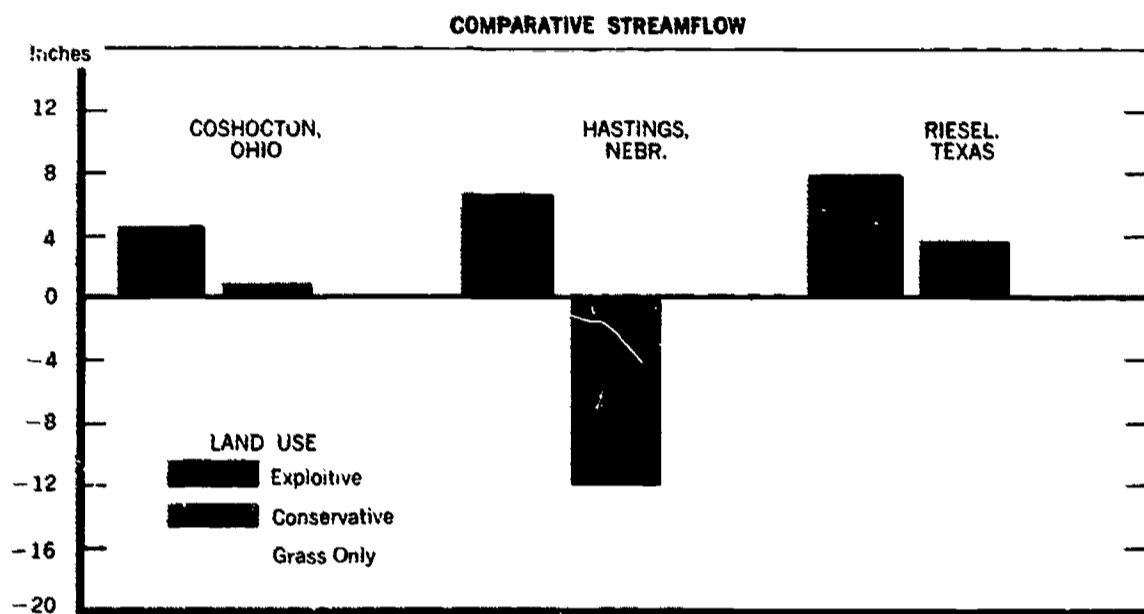 COMPARATIVE STREAMFLOW
Inches
12
8
4
0
-4
-8
-12
-16
-20
COSHOCTON,
OHIO
HASTINGS,
NEBR.
RIESEL.
TEXAS
LAND USE
Exploitive
Conservative
Grass Only